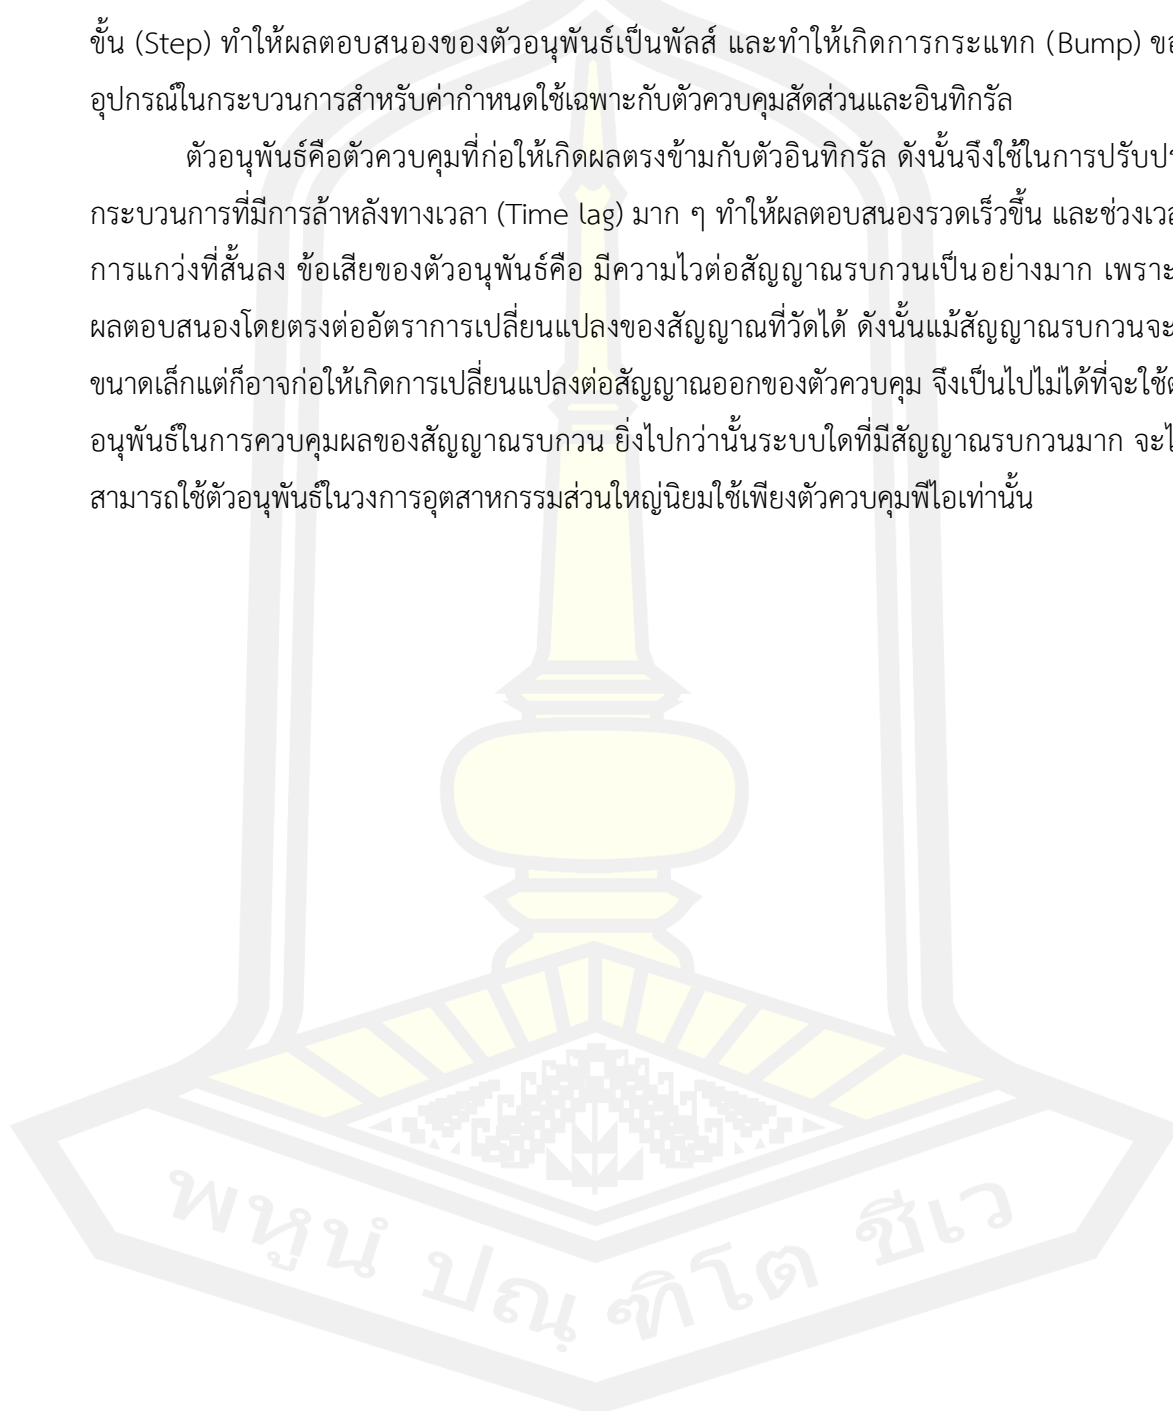 ขั้น (Step) ทำให้ผลตอบสนองของตัวอนุพันธ์เป็นพัลส์ และทำให้เกิดการกระแทก (Bump)
อุปกรณ์ในกระบวนการสำหรับค่ากำหนดใช้เฉพาะกับตัวควบคุมสัดส่วนและอินทิกรัล
ตัวอนุพันธ์คือตัวควบคุมที่ก่อให้เกิดผลตรงข้ามกับตัวอินทิกรัล ดังนั้นจึงใช้ในการ
กระบวนการที่มีการล้าหลังทางเวลา (Time lag) มาก ๆ ทำให้ผลตอบสนองรวดเร็วขึ้น และ
การแกว่งที่สั้นลง ข้อเสียของตัวอนุพันธ์คือ มีความไวต่อสัญญาณรบกวนเป็นอย่างมาก เพราะ
ผลตอบสนองโดยตรงต่ออัตราการเปลี่ยนแปลงของสัญญาณที่วัดได้ ดังนั้นแม้สัญญาณรบกวนจะ
ขนาดเล็กแต่ก็อาจก่อให้เกิดการเปลี่ยนแปลงต่อสัญญาณออกของตัวควบคุม จึงเป็นไปไม่ได้ที่จะใช้
อนุพันธ์ในการควบคุมผลของสัญญาณรบกวน ยิ่งไปกว่านั้นระบบใดที่มีสัญญาณรบกวนมาก จะ
สามารถใช้ตัวอนุพันธ์ในวงการอุตสาหกรรมส่วนใหญ่นิยมใช้เพียงตัวควบคุมพีไอเท่านั้น
พหูนํ ปณฺ ฑิโต ชีเว